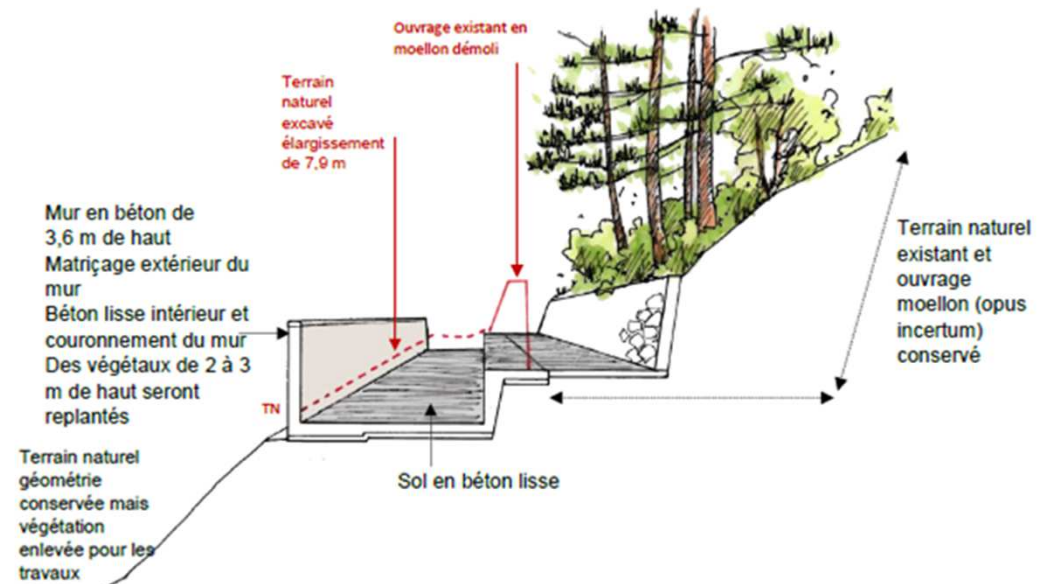 Ouvrage existant en
moellon démoli
Terrain
naturel
excavé
élargissement
de 7,9 m
Mur en béton de
3,6 m de haut
Matriçage extérieur du
mur
Béton lisse intérieur et
couronnement du mur
Des végétaux de 2 à 3
m de haut seront
replantés
TN
Terrain naturel
existant et
ouvrage
moellon (opus
incertum)
conservé
Sol en béton lisse
Terrain naturel
géométrie
conservée mais
végétation
enlevée pour les
travaux